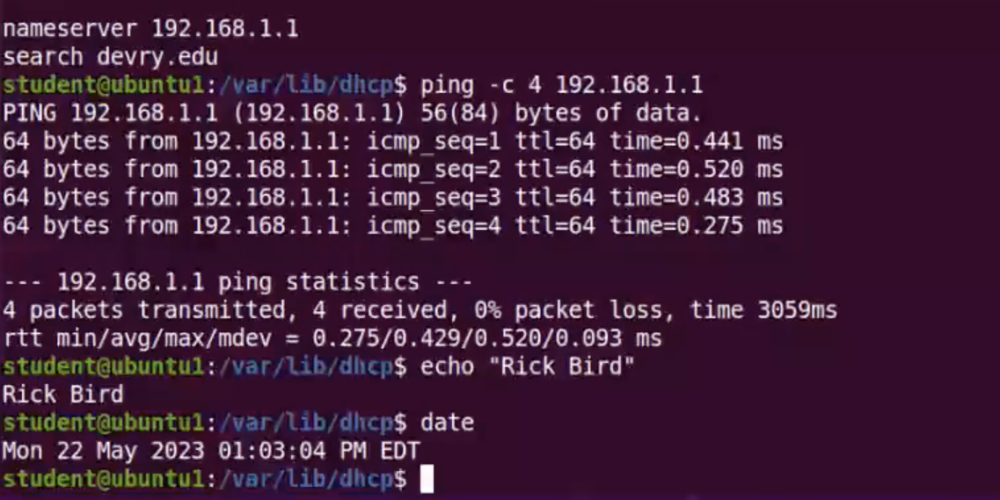 nameserver 192.168.1.1
search devry.edu
student@ubuntu1:/var/lib/dhcp$ ping -c 4 192.168.1.1
PING 192.168.1.1 (192.168.1.1) 56(84) bytes of data.
64 bytes from 192.168.1.1: icmp_seq=1 ttl=64 time=0.441 ms
64 bytes from 192.168.1.1: icmp_seq=2 ttl=64 time=0.520 ms
64 bytes from 192.168.1.1: icmp_seq=3 ttl=64 time=0.483 ms
64 bytes from 192.168.1.1: icmp_seq=4 ttl=64 time=0.275 ms
--- 192.168.1.1 ping statistics ---
4 packets transmitted, 4 received, 0% packet loss, time 3059ms
rtt min/avg/max/mdev = 0.275/0.429/0.520/0.093 ms
student@ubuntu1:/var/lib/dhcp$ echo "Rick Bird"
Rick Bird
student@ubuntu1:/var/lib/dhcp$ date
Mon 22 May 2023 01:03:04 PM EDT
student@ubuntu1:/var/lib/dhcp$